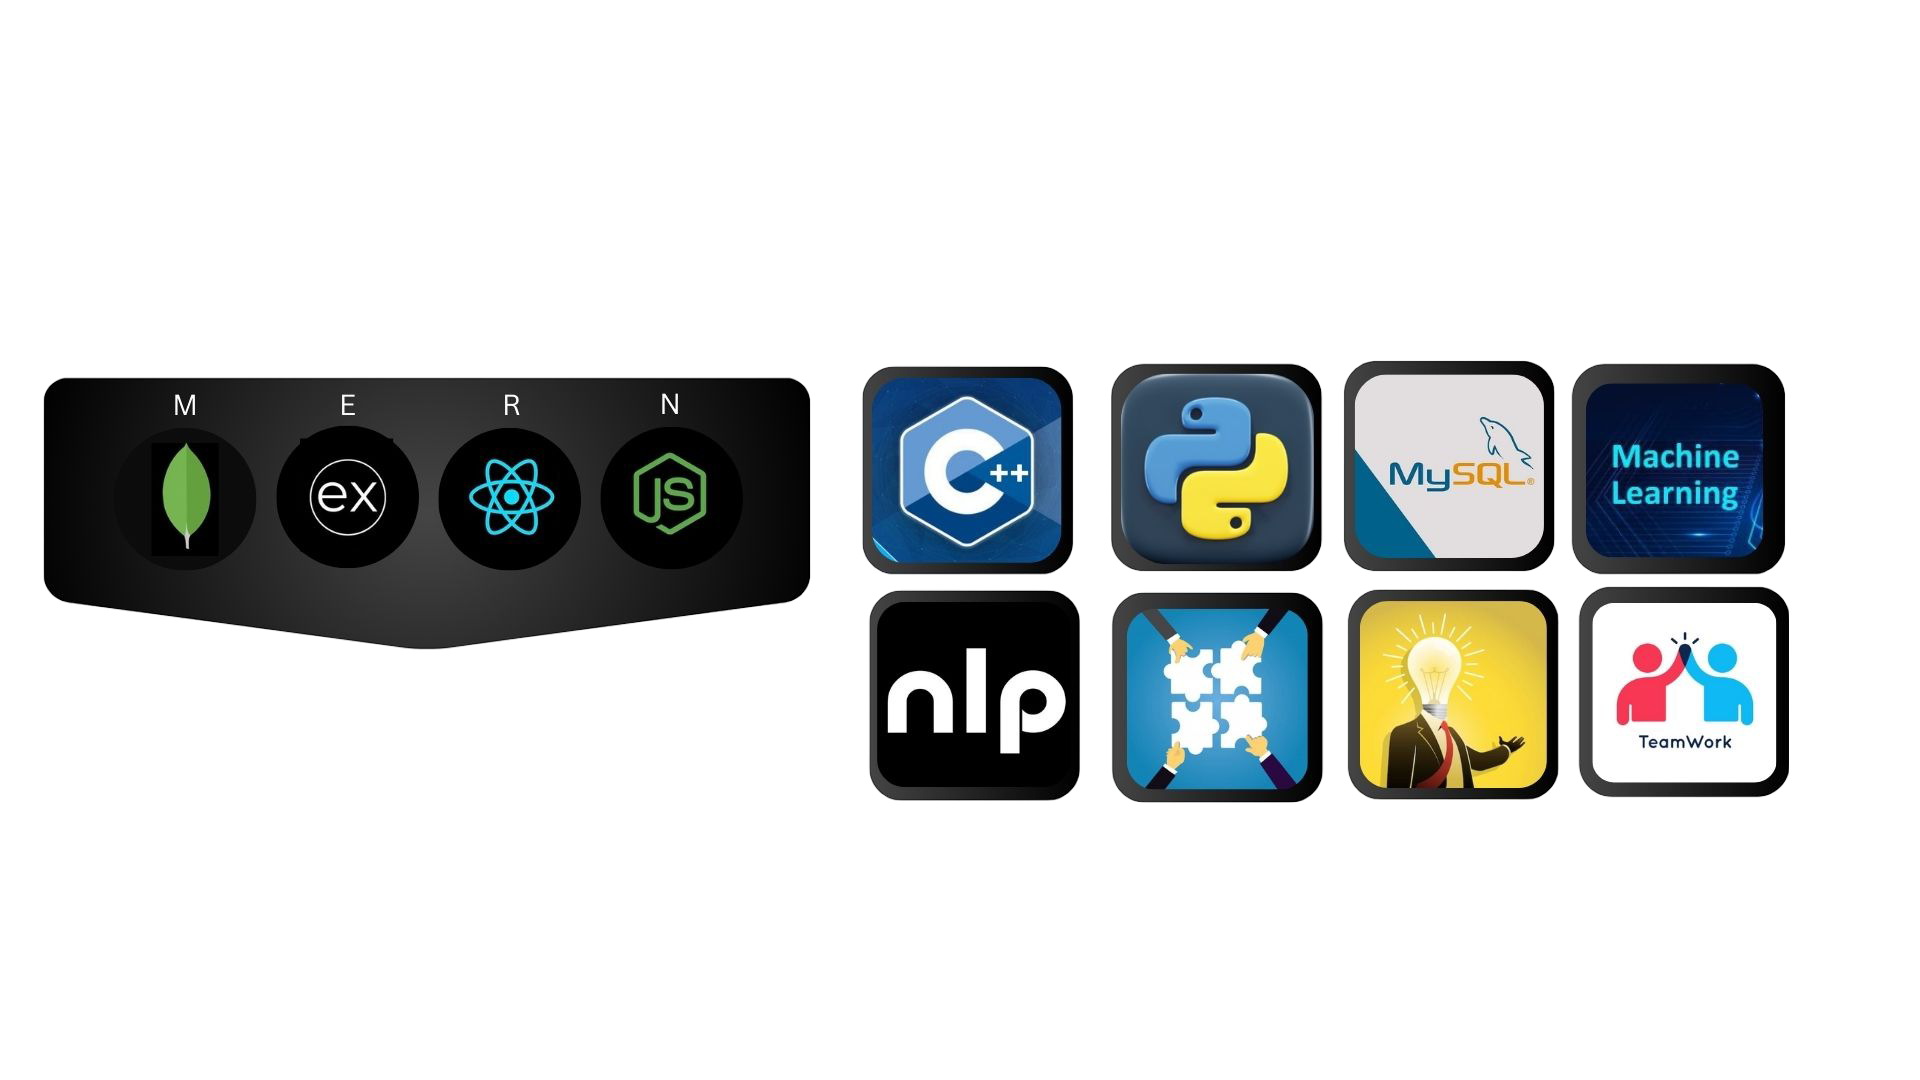 M E R N
ex
JS
C++
MySQL®
Machine
Learning
nlp
TeamWork